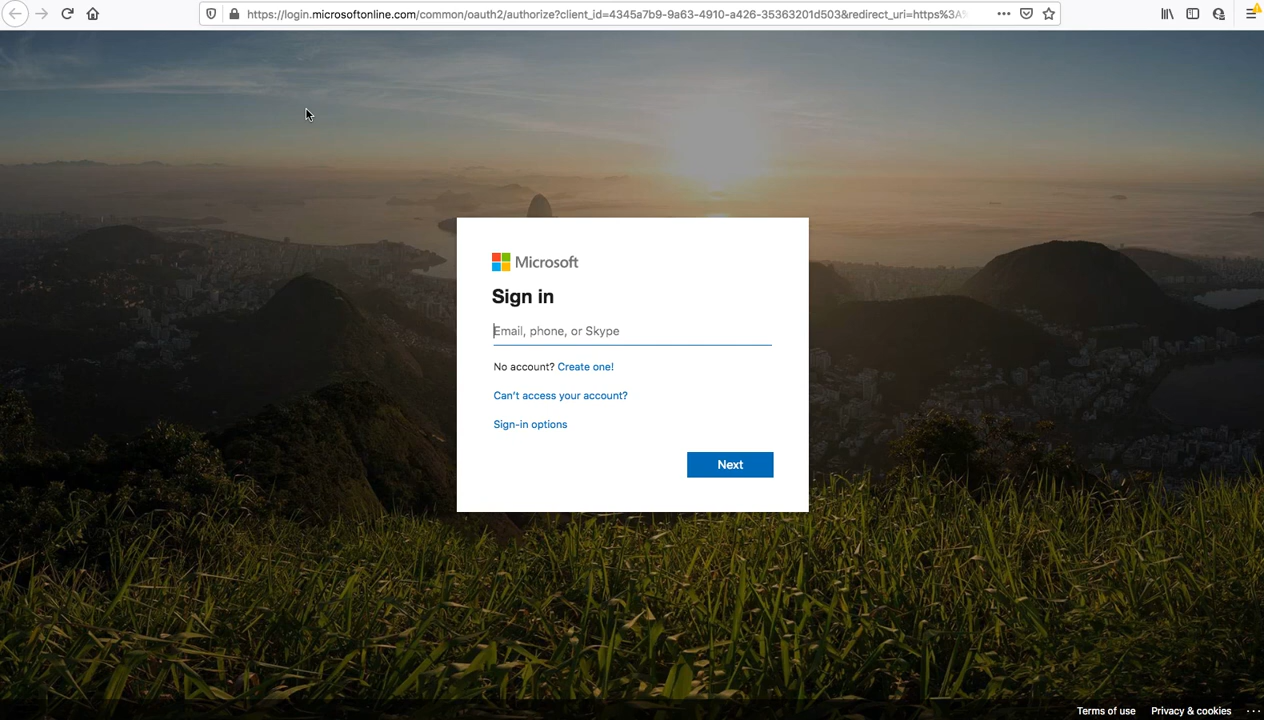 https://login.microsoftonline.com/common/oauth2/authorize?client_id=4345a7b9-9a63-4910-a426-35363201d503&redirect_uri=https%3A%
Microsoft
Sign in
Email, phone, or Skype
No account? Create one!
Can't access your account?
Sign-in options
Next
Terms of use Privacy & cookies ...